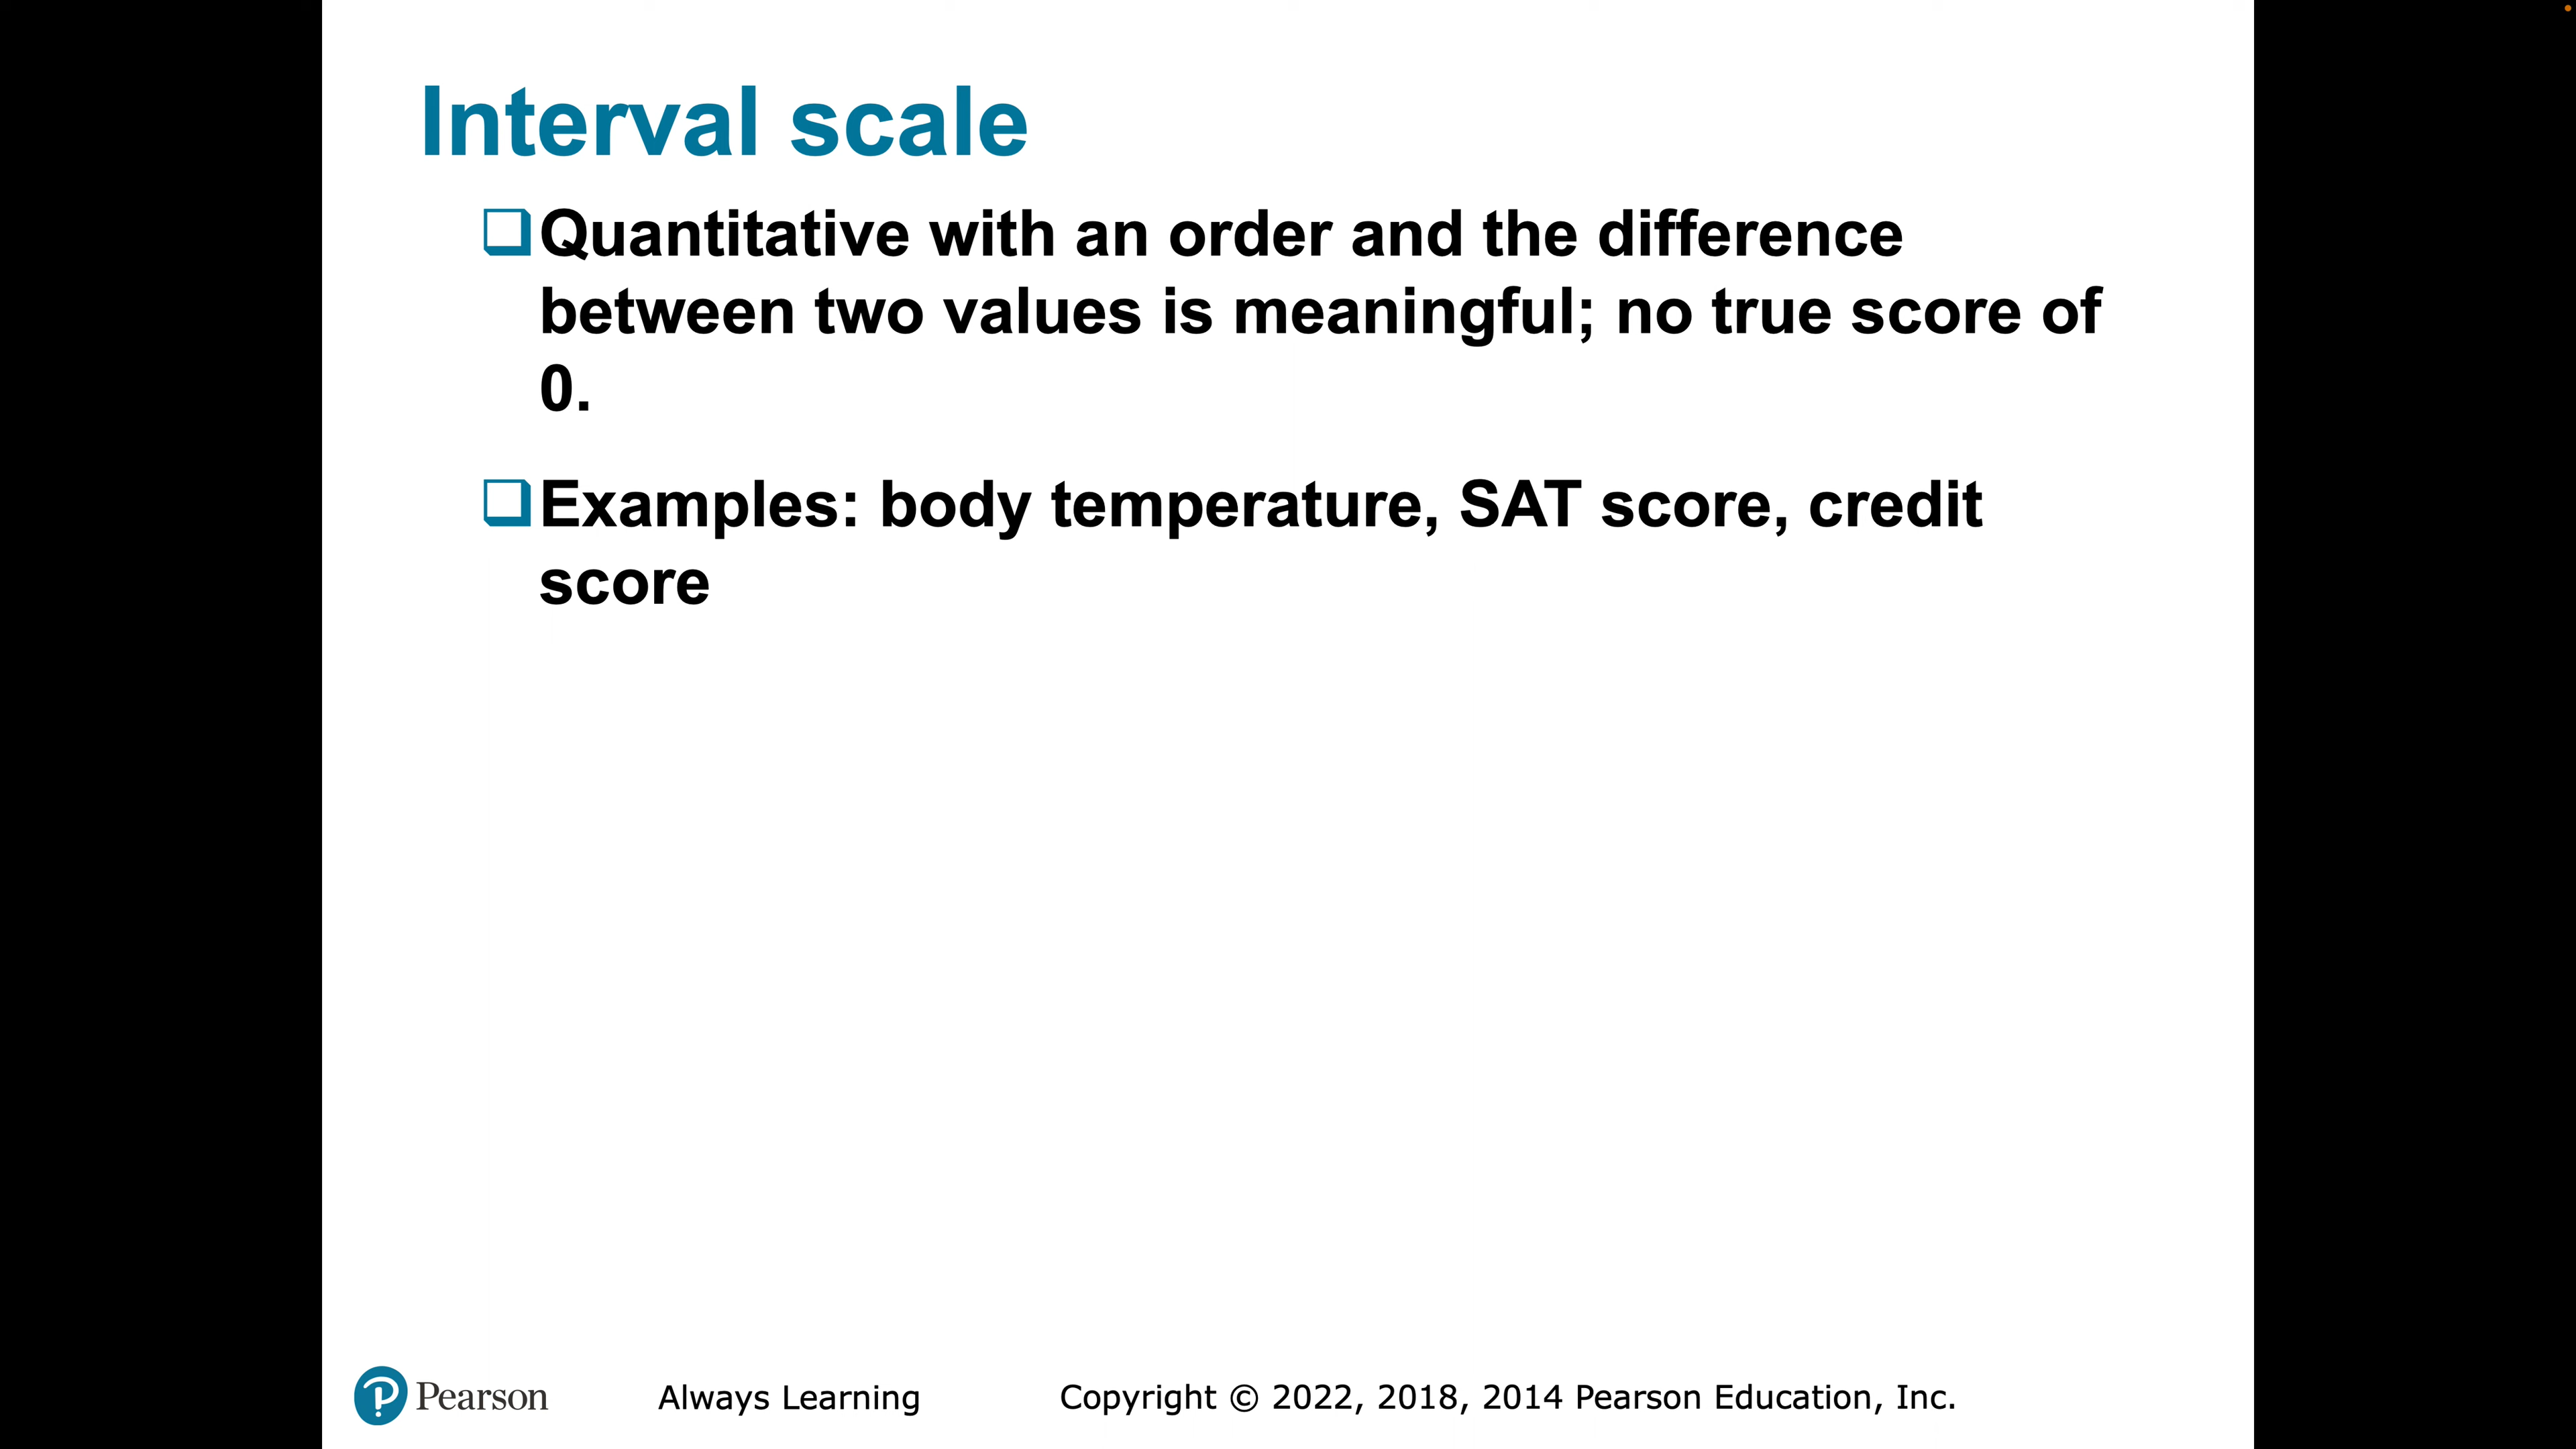 Interval scale
Quantitative with an order and the difference
between two values is meaningful; no true score of
0.
Examples: body temperature, SAT score, credit
score
Pearson
Always Learning
Copyright © 2022, 2018, 2014 Pearson Education, Inc.